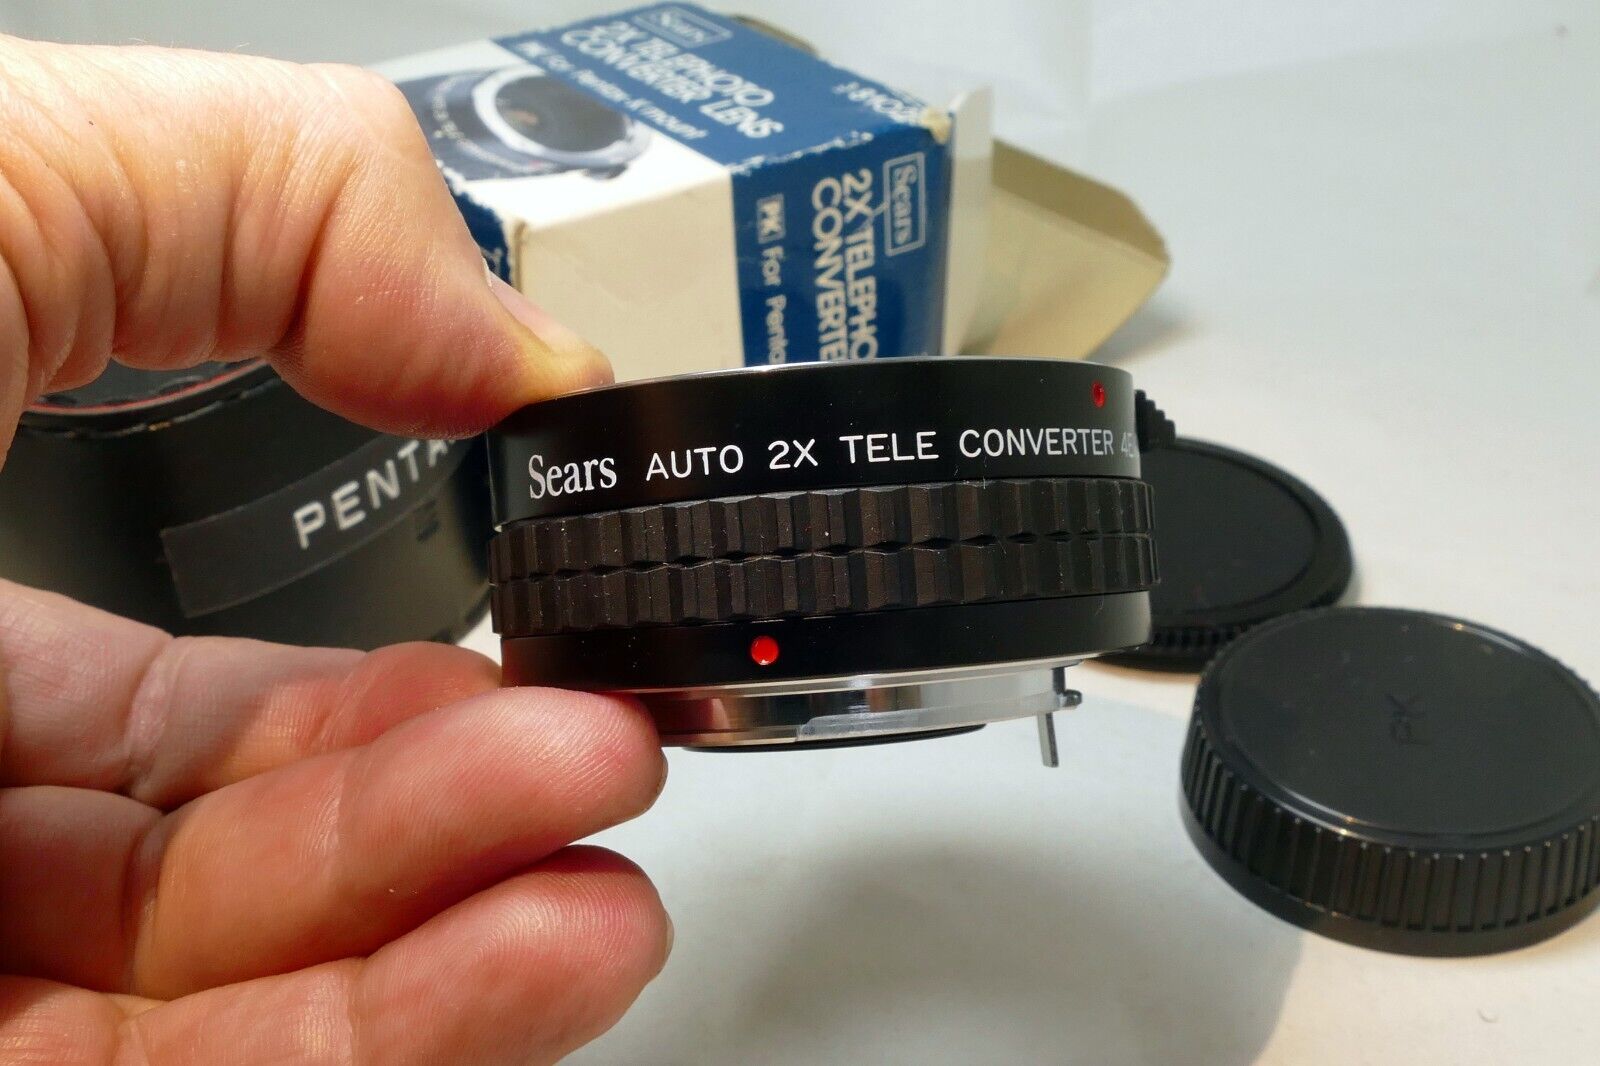 Sears
2X TELEPHOTO
CONVERTER LENS
PK For Pentax-K mount
Sears
2X TELEPHO
CONVERTE
PK For Penta
PENTA
Sears AUTO 2X TELE CONVERTER
PK